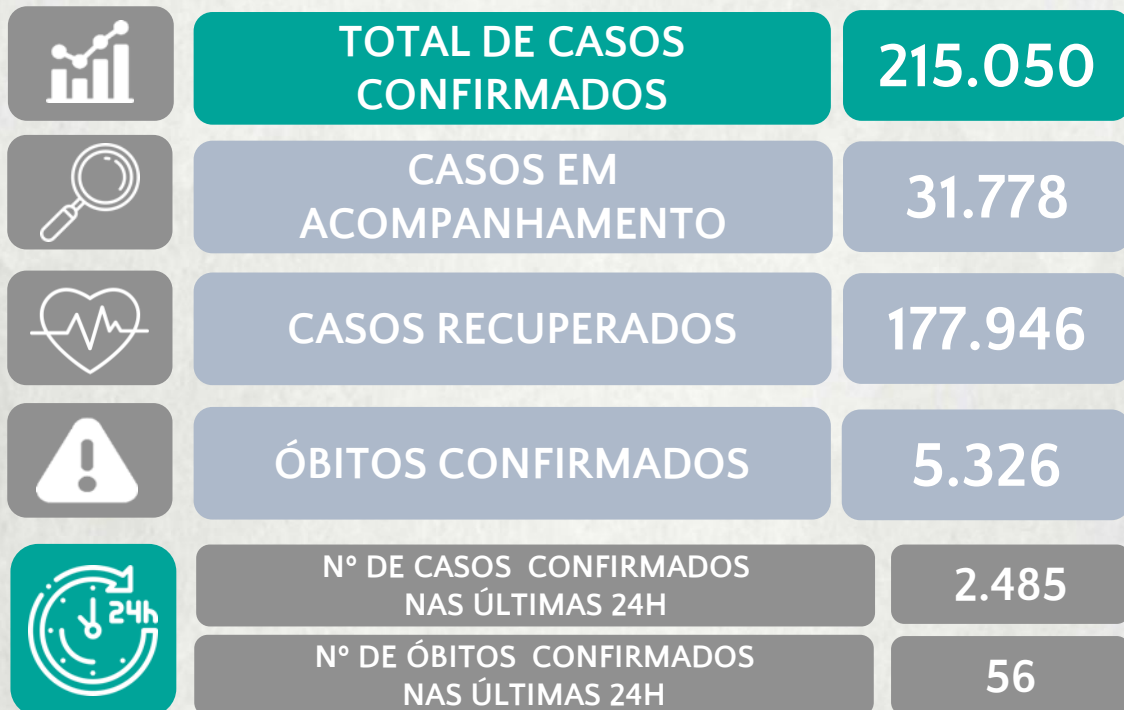 TOTAL DE CASOS
CONFIRMADOS
215.050
CASOS EM
ACOMPANHAMENTO
31.778
CASOS RECUPERADOS
177.946
ÓBITOS CONFIRMADOS
5.326
24h
Nº DE CASOS CONFIRMADOS
NAS ÚLTIMAS 24H
2.485
Nº DE ÓBITOS CONFIRMADOS
NAS ÚLTIMAS 24H
56